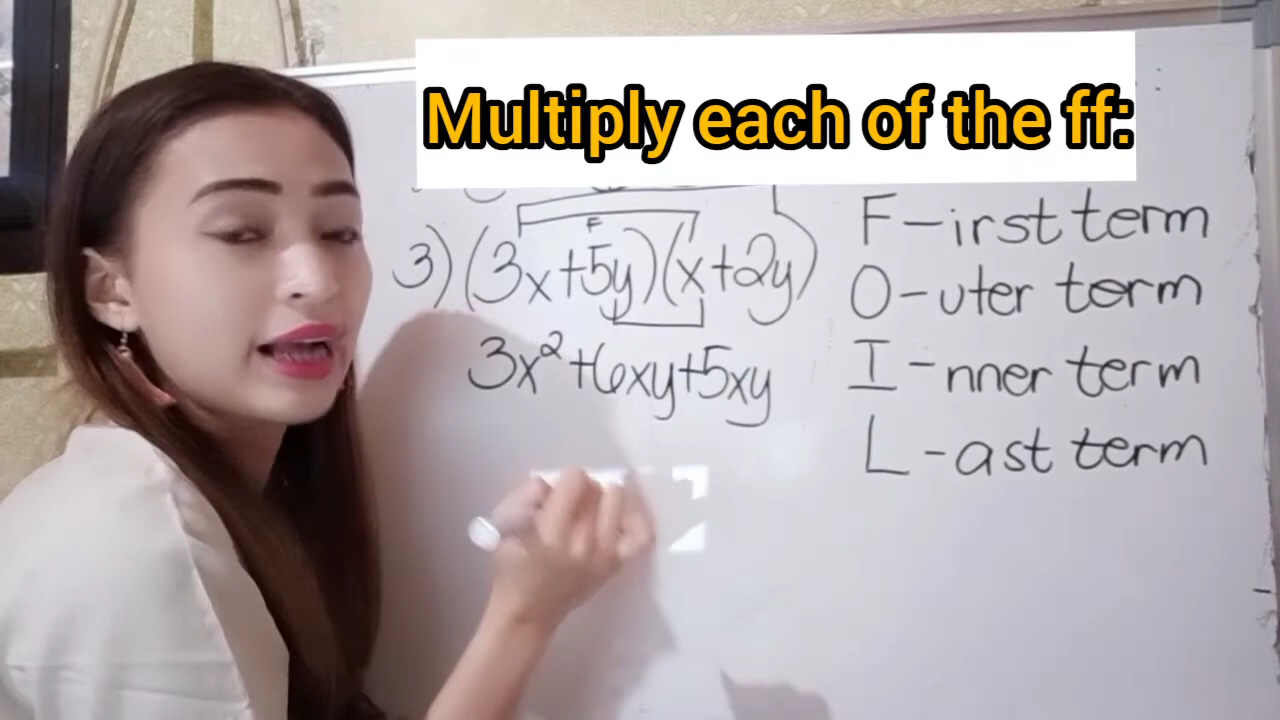 Multiply each of the ff:
F
3) (3x+5y)(x+2y)
3x²+6xy+5xy
F-irst term
O-uter term
I-nner term
L-ast term